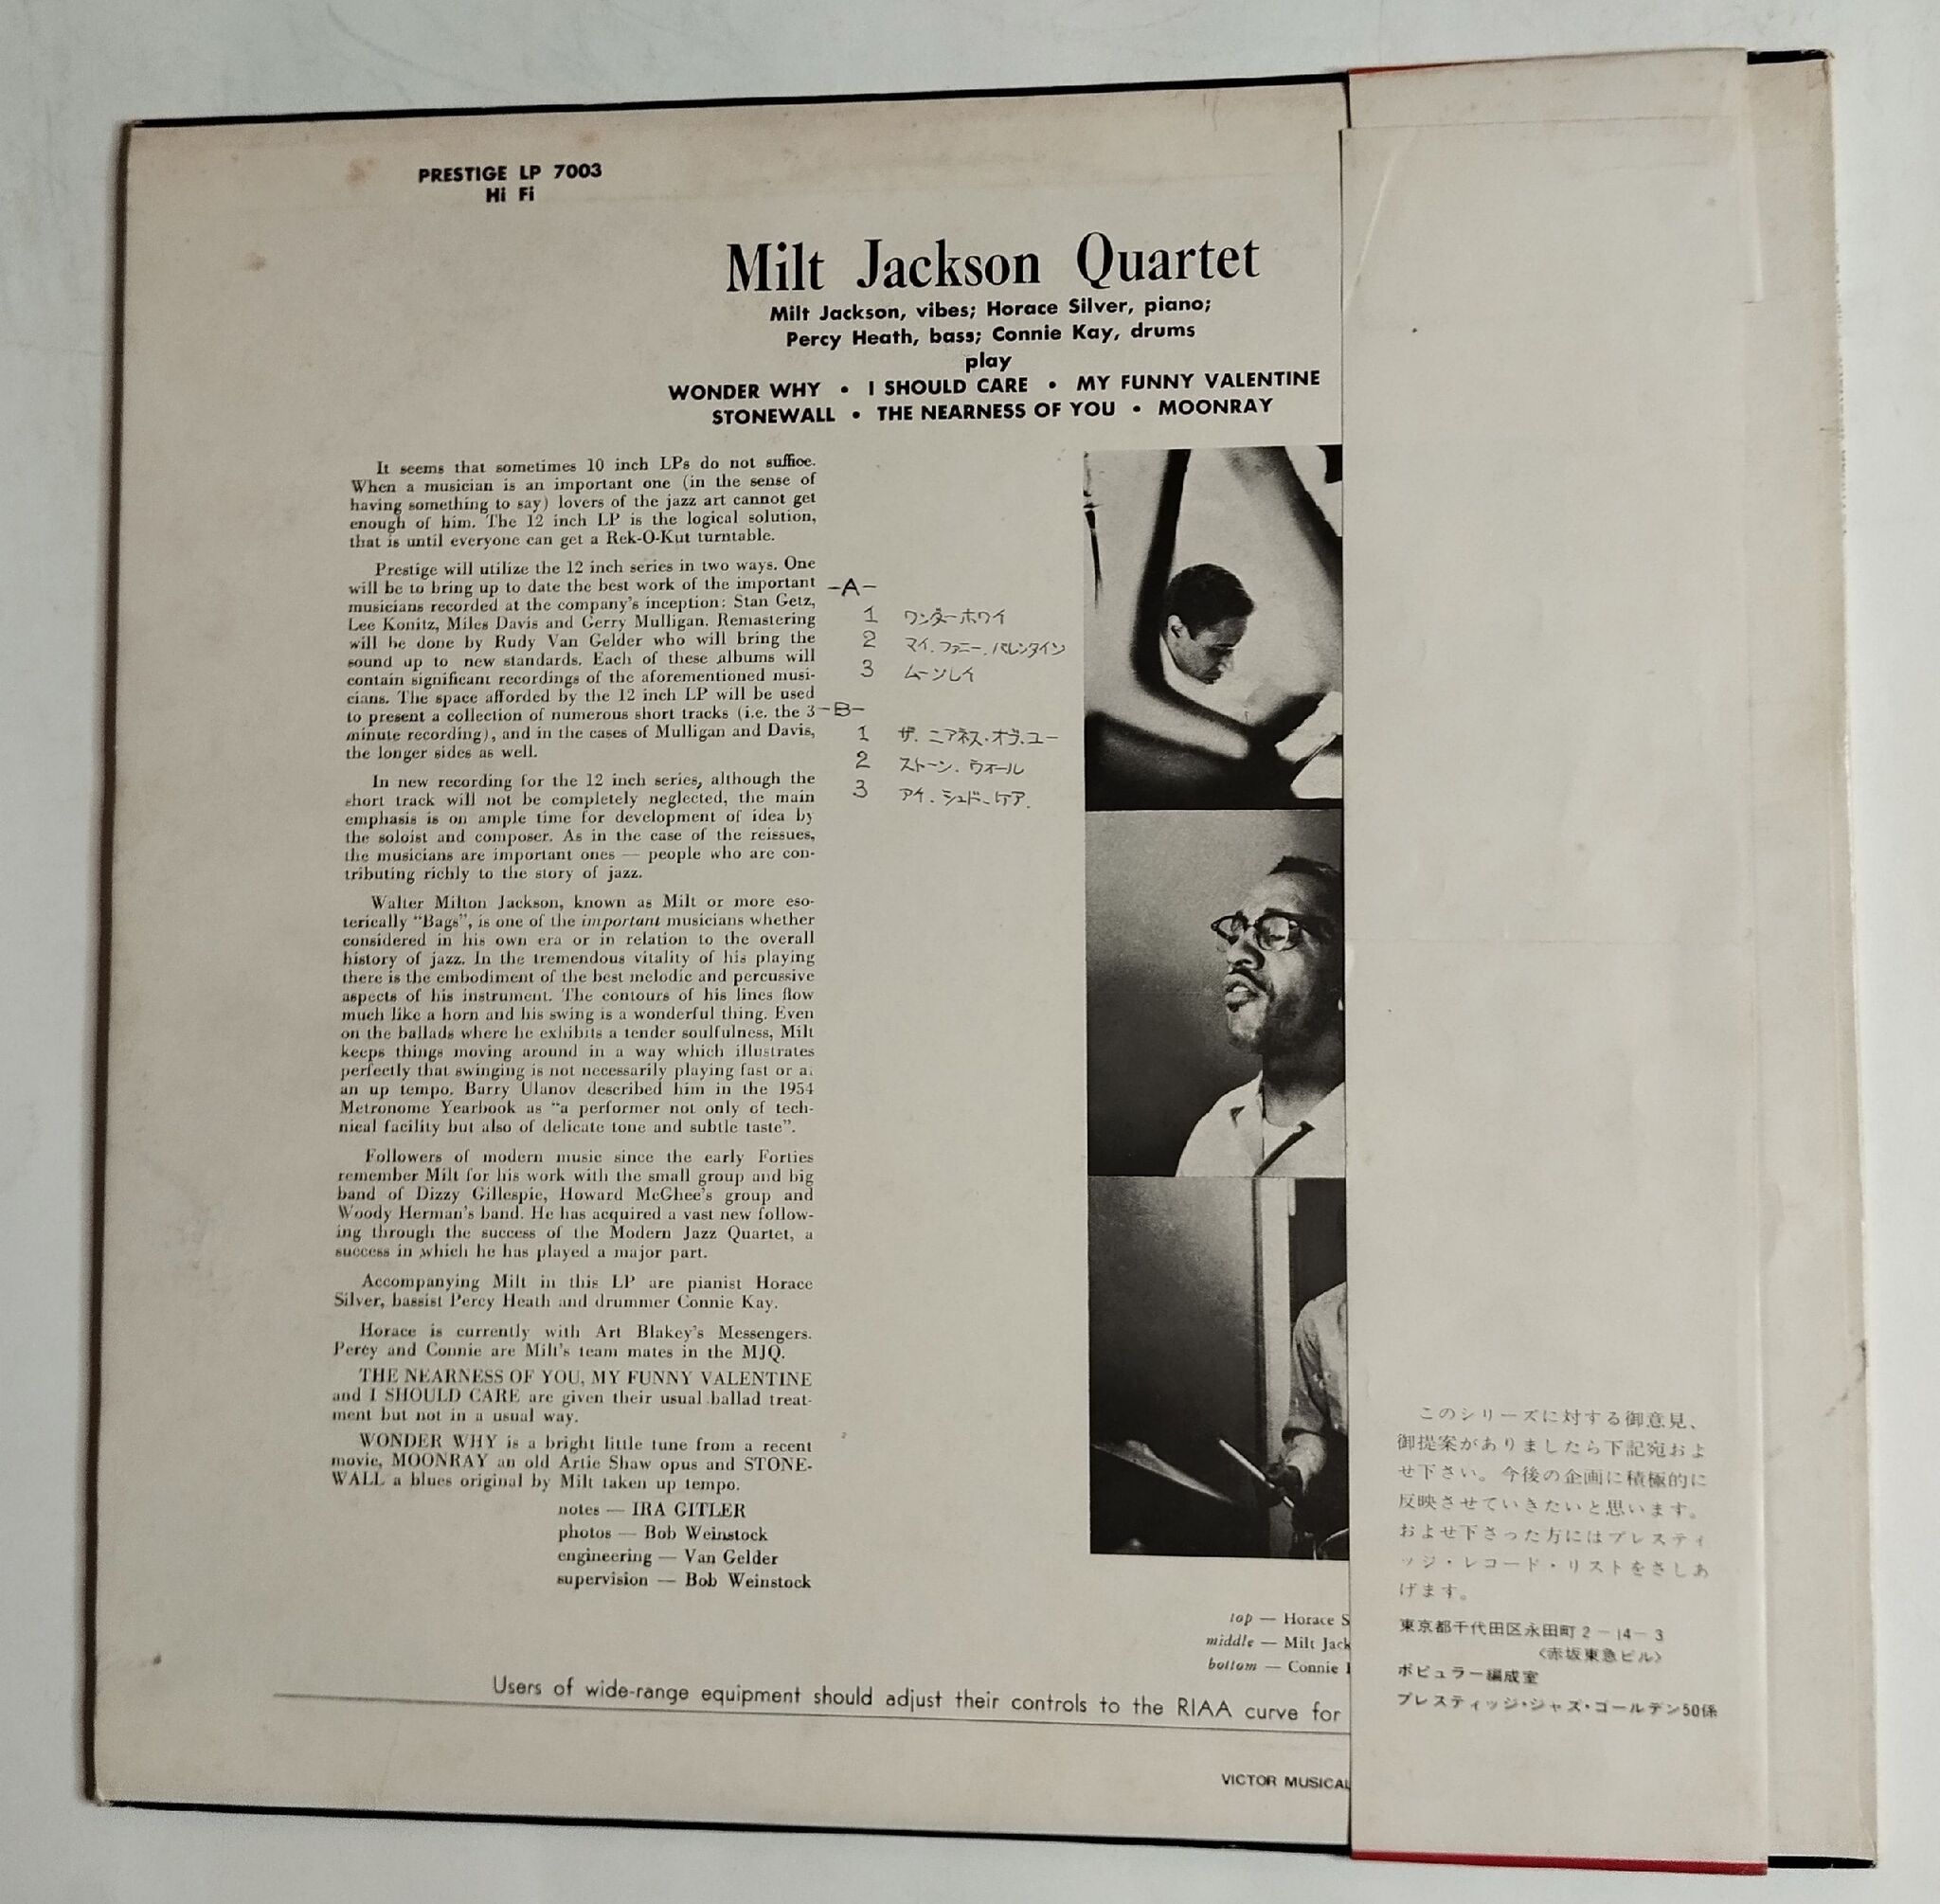 PRESTIGE LP 7003
Hi Fi
Milt Jackson Quartet
Milt Jackson, vibes; Horace Silver, piano;
Percy Heath, bass; Connie Kay, drums
play
WONDER WHY • I SHOULD CARE • MY FUNNY VALENTINE
STONEWALL • THE NEARNESS OF YOU • MOONRAY
It seems that sometimes 10 inch LPs do not suffice.
When a musician is an important one (in the sense of
having something to say) lovers of the jazz art cannot get
enough of him. The 12 inch LP is the logical solution,
that is until everyone can get a Rek-O-Kut turntable.
Prestige will utilize the 12 inch series in two ways. One
will be to bring up to date the best work of the important
musicians recorded at the company's inception: Stan Getz,
Lee Konitz, Miles Davis and Gerry Mulligan. Remastering
will be done by Rudy Van Gelder who will bring the
sound up to new standards. Each of these albums will
contain significant recordings of the aforementioned musi-
cians. The space afforded by the 12 inch LP will be used
to present a collection of numerous short tracks (i.e. the 3
minute recording), and in the cases of Mulligan and Davis,
the longer sides as well.
In new recording for the 12 inch series, although the
short track will not be completely neglected, the main
emphasis is on ample time for development of idea by
the soloist and composer. As in the case of the reissues,
the musicians are important ones — people who are con-
tributing richly to the story of jazz.
Walter Milton Jackson, known as Milt or more eso-
terically "Bags", is one of the important musicians whether
considered in his own era or in relation to the overall
history of jazz. In the tremendous vitality of his playing
there is the embodiment of the best melodic and percussive
aspects of his instrument. The contours of his lines flow
much like a horn and his swing is a wonderful thing. Even
on the ballads where he exhibits a tender soulfulness, Milt
keeps things moving around in a way which illustrates
perfectly that swinging is not necessarily playing fast or a
an up tempo. Barry Ulanov described him in the 1954
Metronome Yearbook as "a performer not only of tech-
nical facility but also of delicate tone and subtle taste".
Followers of modern music since the early Forties
remember Milt for his work with the small group and big
band of Dizzy Gillespie, Howard McGhee's group and
Woody Herman's band. He has acquired a vast new follow-
ing through the success of the Modern Jazz Quartet, a
success in which he has played a major part.
Accompanying Milt in this LP are pianist Horace
Silver, bassist Percy Heath and drummer Connie Kay.
Horace is currently with Art Blakey's Messengers.
Percy and Connie are Milt's team mates in the MJQ.
THE NEARNESS OF YOU, MY FUNNY VALENTINE
and I SHOULD CARE are given their usual ballad treat-
ment but not in a usual way.
WONDER WHY is a bright little tune from a recent
movie, MOONRAY an old Artie Shaw opus and STONE-
WALL a blues original by Milt taken up tempo.
notes — IRA GITLER
photos — Bob Weinstock
engineering — Van Gelder
supervision — Bob Weinstock
-A-
1 ワンダーホワイ
2 マイ.ファニー.バレンタイン
3 ムーンレイ
-B-
1 ザ.ニアネス・オヴ.ユー
2 ストーン.ウォール
3 アイ.シュド.ケア.
top — Horace S
middle — Milt Jack
bottom — Connie
Users of wide-range equipment should adjust their controls to the RIAA curve for
VICTOR MUSICAL
このシリーズに対する御意見、
御提案がありましたら下記宛およ
せ下さい。今後の企画に積極的に
反映させていきたいと思います。
およせ下さった方にはプレスティ
ッジ・レコード・リストをさしあ
げます。
東京都千代田区永田町2－14－3
〈赤坂東急ビル〉
ポピュラー編成室
プレスティッジ・ジャズ・ゴールデン50係